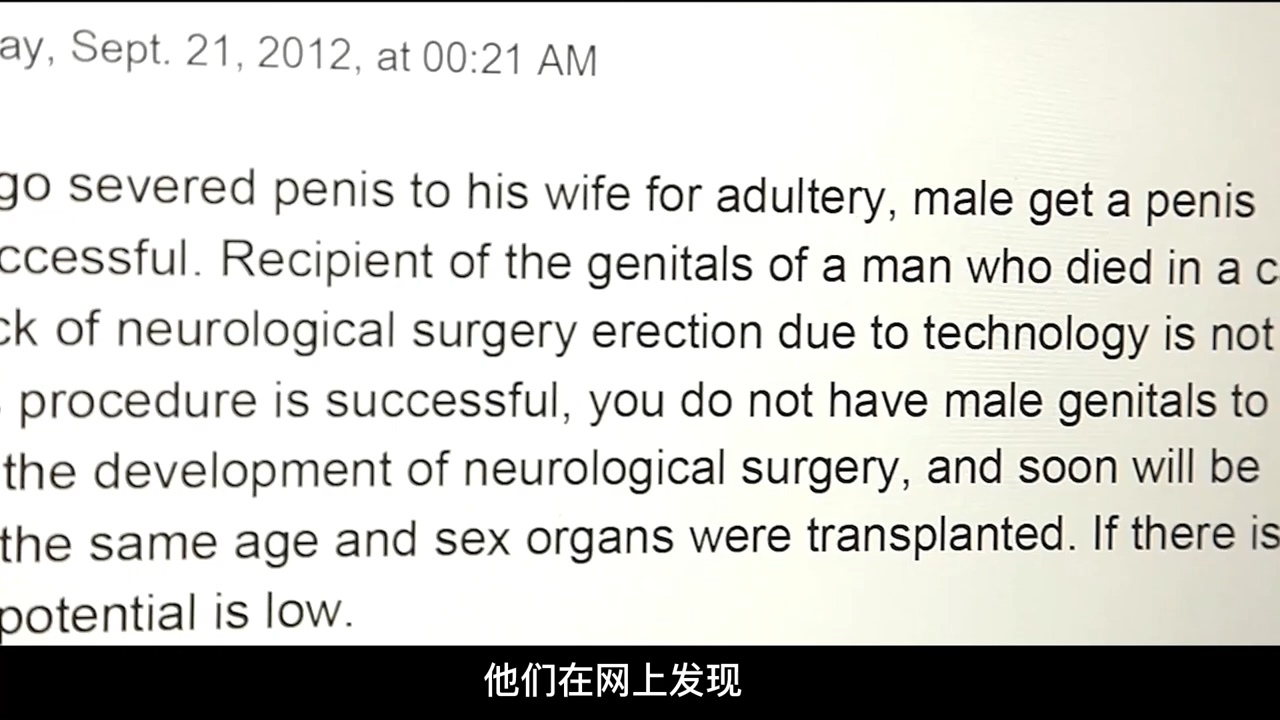 ay, Sept. 21, 2012, at 00:21 AM
go severed penis to his wife for adultery, male get a penis
ccessful. Recipient of the genitals of a man who died in a c
ck of neurological surgery erection due to technology is not
procedure is successful, you do not have male genitals to
the development of neurological surgery, and soon will be
the same age and sex organs were transplanted. If there is
potential is low.
他们在网上发现